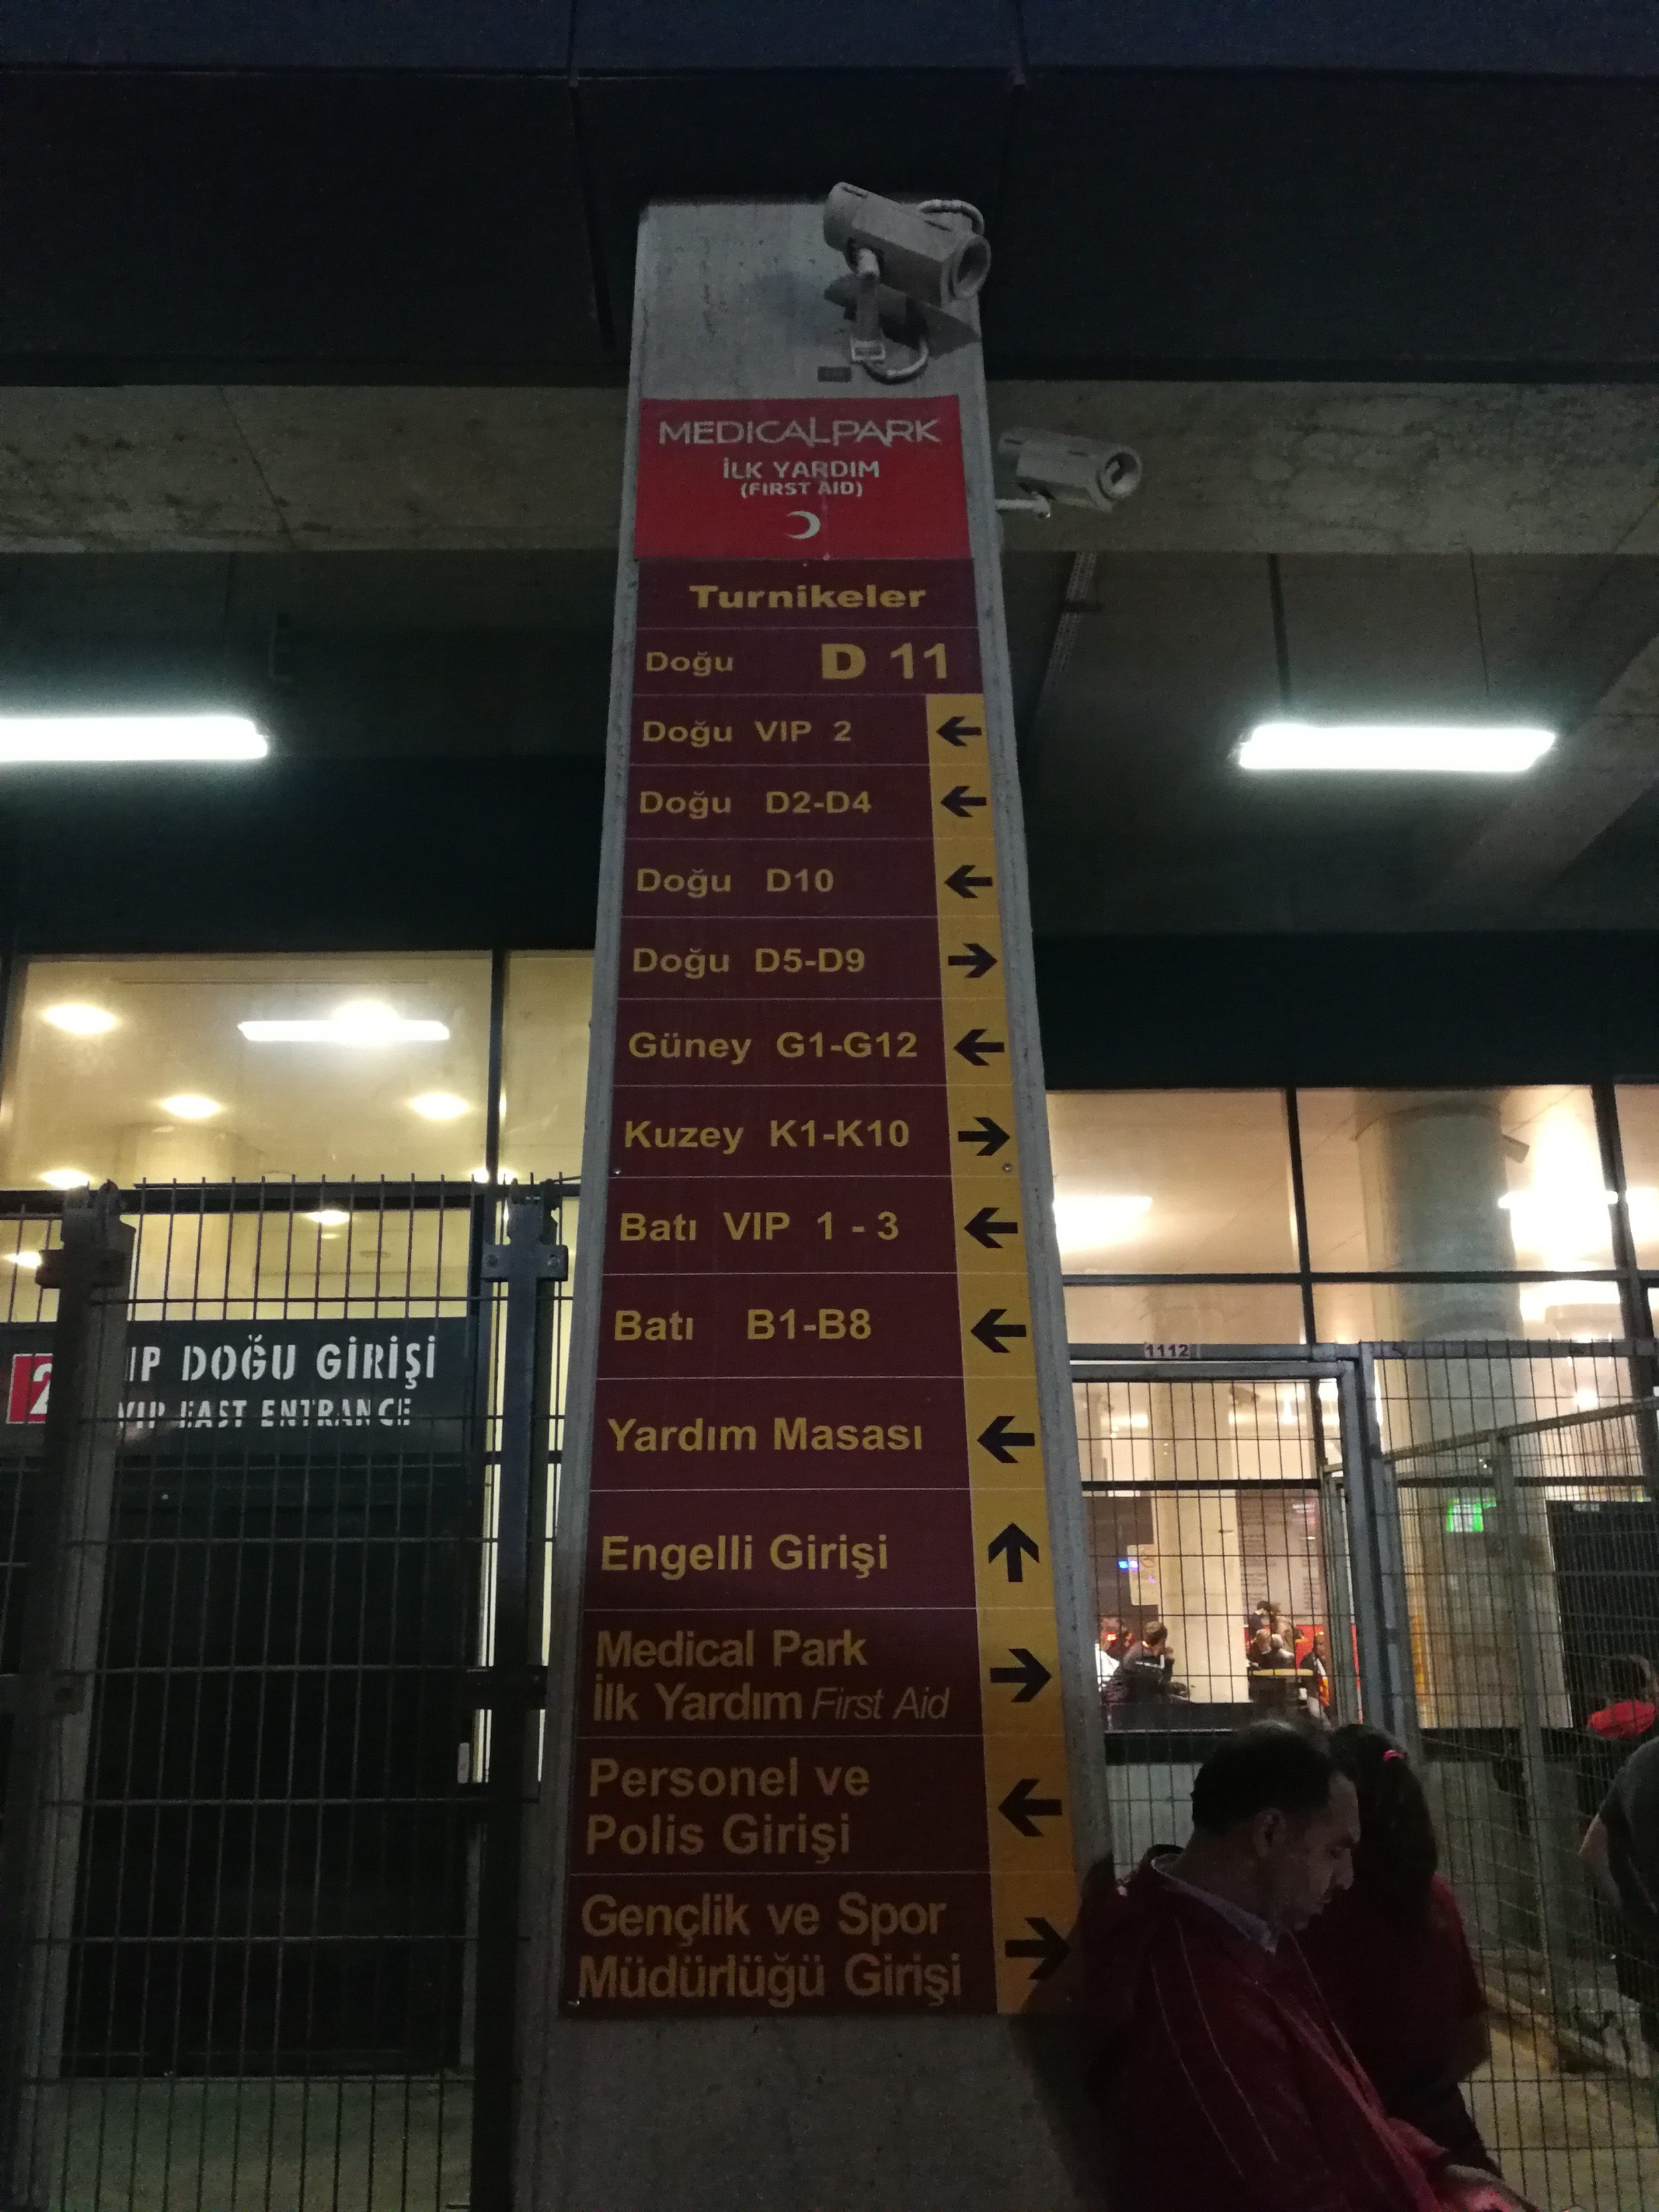 MEDICALPARK
İLK YARDIM
(FIRST AID)
Turnikeler
Doğu D 11
Doğu VIP 2 ←
Doğu D2-D4 ←
Doğu D10 ←
Doğu D5-D9 →
Güney G1-G12 ←
Kuzey K1-K10 →
Batı VIP 1 - 3 ←
Batı B1-B8 ←
Yardım Masası ←
Engelli Girişi ↑
Medical Park
İlk Yardım First Aid →
Personel ve
Polis Girişi ←
Gençlik ve Spor
Müdürlüğü Girişi →
2 IP DOĞU GİRİŞİ
VIP EAST ENTRANCE
1112